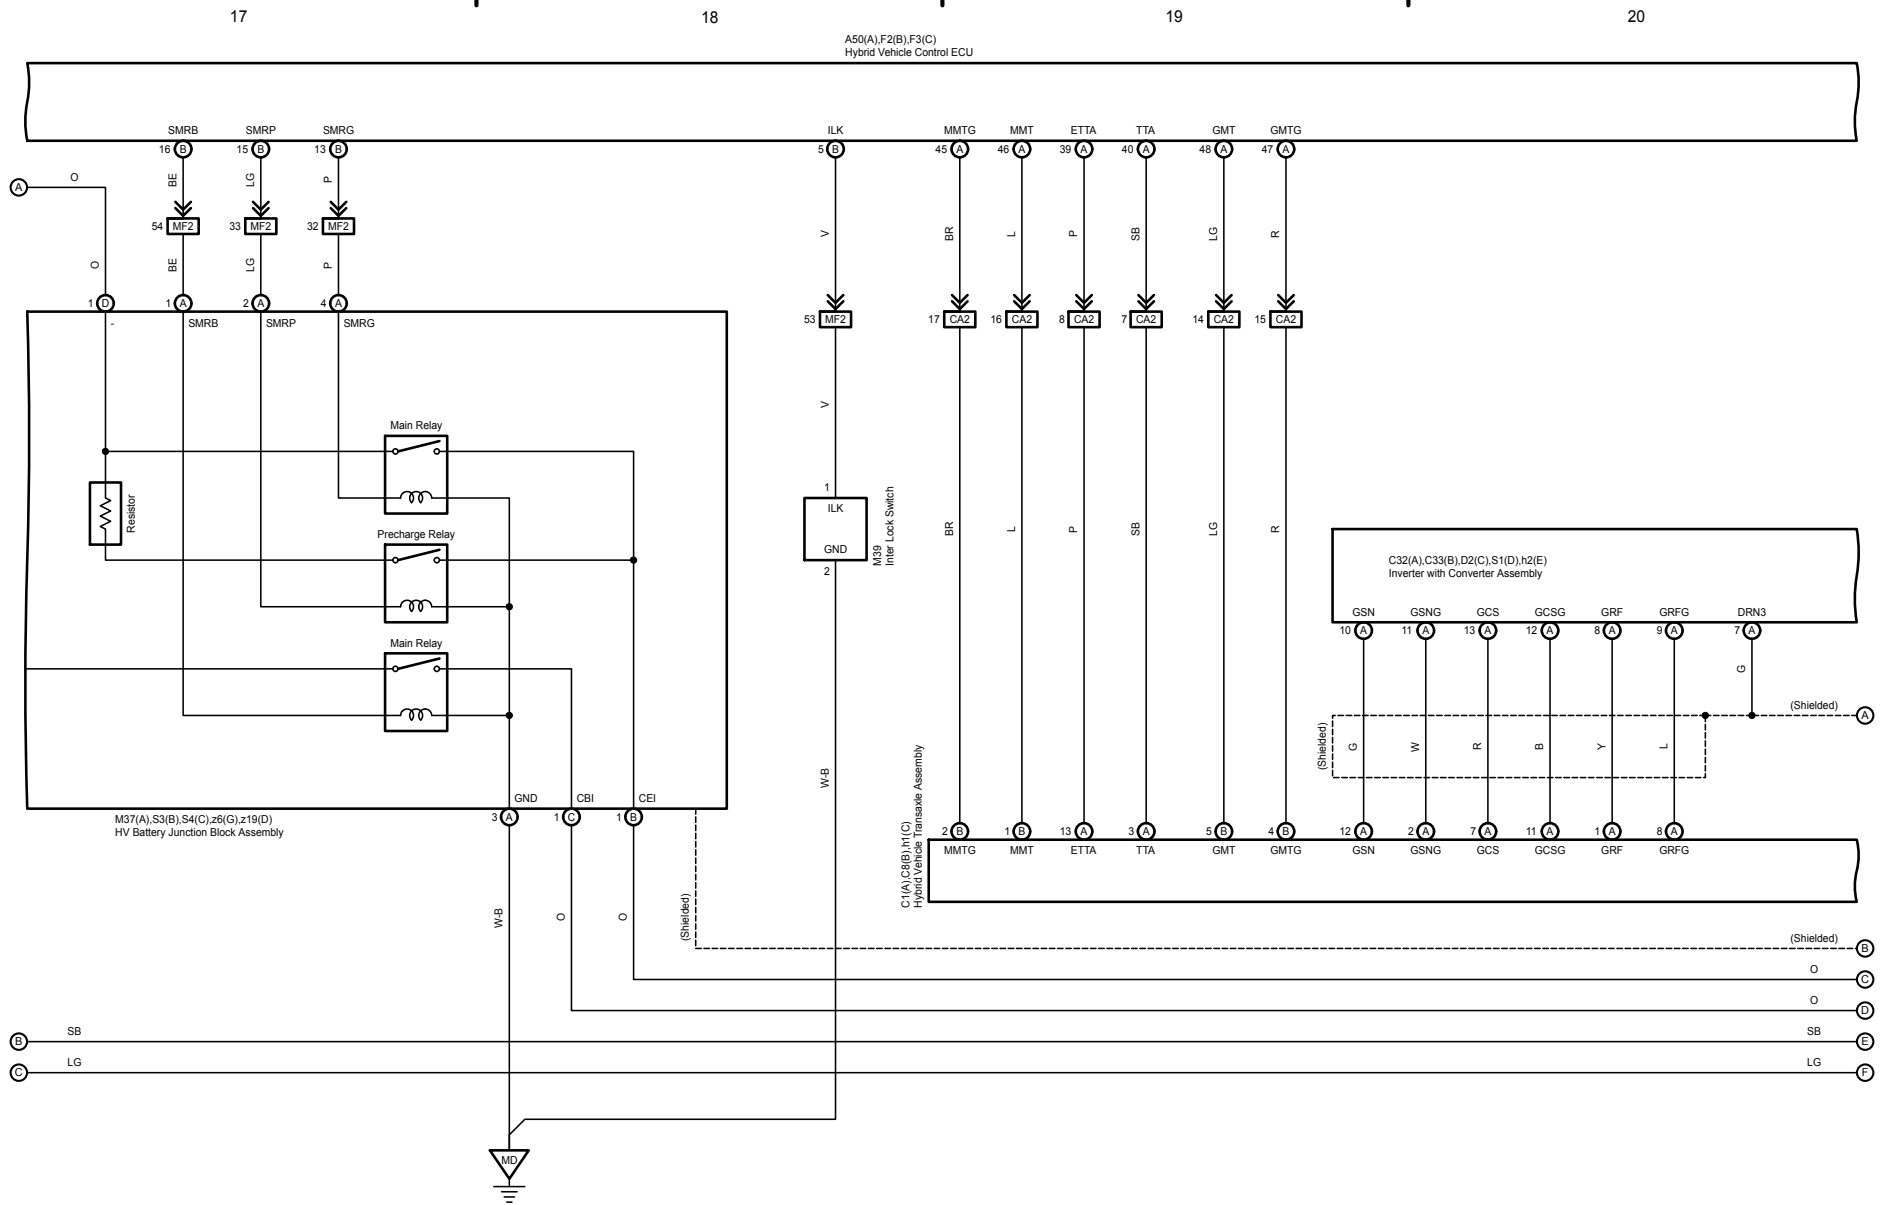 17 18 19 20
A50(A),F2(B),F3(C)
Hybrid Vehicle Control ECU
SMRB SMRP SMRG ILK MMTG MMT ETTA TTA GMT GMTG
16 B 15 B 13 B 5 B 45 A 46 A 39 A 40 A 48 A 47 A
A O
BE LG P
54 MF2 33 MF2 32 MF2
V BR L P SB LG R
O BE LG P
1 D 1 A 2 A 4 A
- SMRB SMRP SMRG
53 MF2 17 CA2 16 CA2 8 CA2 7 CA2 14 CA2 15 CA2
V
Main Relay
Resistor
Precharge Relay
Main Relay
1
ILK
GND
2
M39
Inter Lock Switch
BR L P SB LG R
C32(A),C33(B),D2(C),S1(D),h2(E)
Inverter with Converter Assembly
GSN GSNG GCS GCSG GRF GRFG DRN3
10 A 11 A 13 A 12 A 8 A 9 A 7 A
G
(Shielded) A
(Shielded)
G W R B Y L
W-B
GND CBI CEI
3 A 1 C 1 B
M37(A),S3(B),S4(C),z6(G),z19(D)
HV Battery Junction Block Assembly
2 B 1 B 13 A 3 A 5 B 4 B 12 A 2 A 7 A 11 A 1 A 8 A
MMTG MMT ETTA TTA GMT GMTG GSN GSNG GCS GCSG GRF GRFG
C1(A),C8(B),h1(C)
Hybrid Vehicle Transaxle Assembly
W-B O O
(Shielded)
(Shielded) B
O C
O D
B SB SB E
C LG LG F
MD